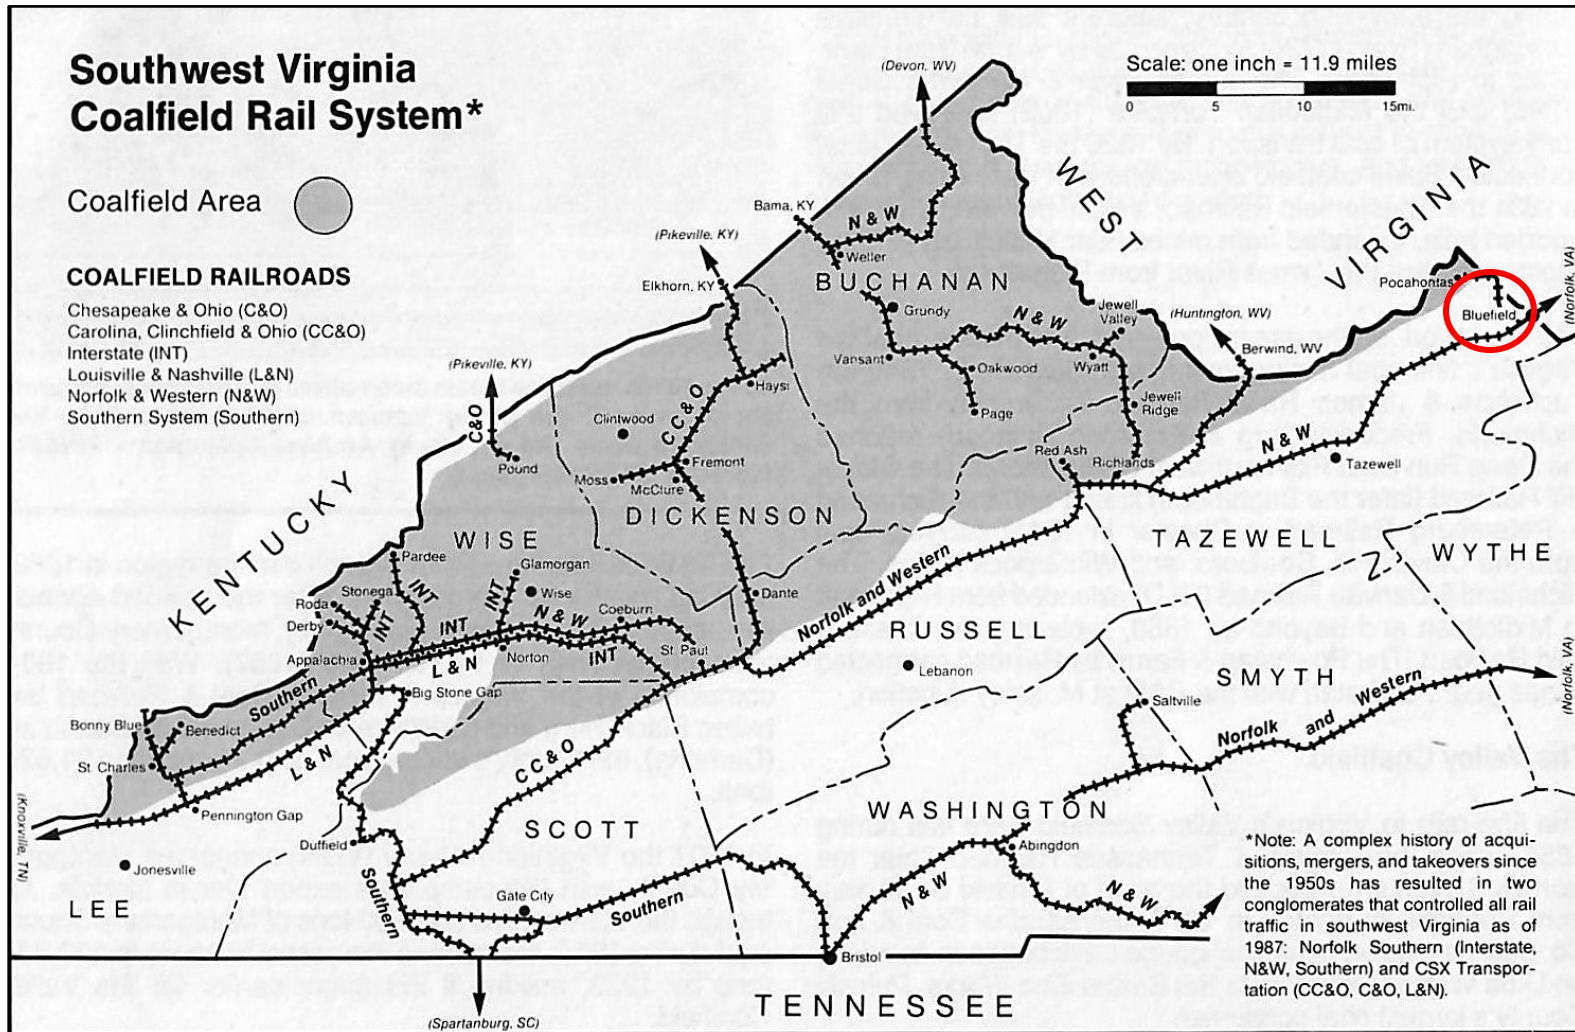 Southwest Virginia
Coalfield Rail System*
Coalfield Area
COALFIELD RAILROADS
Chesapeake & Ohio (C&O)
Carolina, Clinchfield & Ohio (CC&O)
Interstate (INT)
Louisville & Nashville (L&N)
Norfolk & Western (N&W)
Southern System (Southern)
Scale: one inch = 11.9 miles
0 5 10 15mi.
(Devon, WV)
WEST VIRGINIA
Bama, KY
N & W
Weller
(Pikeville, KY)
Elkhorn, KY
BUCHANAN
Grundy
N & W
Jewell
Valley
(Huntington, WV)
Pocahontas
Bluefield
(Norfolk, VA)
Berwind, WV
Vansant
Oakwood
Wyatt
Page
Jewell
Ridge
(Pikeville, KY)
C&O
Haysi
Clintwood
CC&O
Pound
Fremont
Moss
McClure
Red Ash
Richlands
N & W
Tazewell
KENTUCKY
DICKENSON
WISE
TAZEWELL
WYTHE
Pardee
Glamorgan
Stonega
INT
INT
Wise
Roda
Derby
INT
INT
N & W
Coeburn
Dante
Norfolk and Western
RUSSELL
Appalachia
L & N
Norton
INT
St. Paul
Lebanon
SMYTH
Southern
Big Stone Gap
Saltville
(Norfolk, VA)
Bonny Blue
Benedict
St. Charles
L & N
CC&O
Norfolk and Western
(Knoxville, TN)
Pennington Gap
SCOTT
WASHINGTON
Duffield
Abingdon
Jonesville
LEE
Southern
Gate City
Southern
N & W
N & W
Bristol
TENNESSEE
(Spartanburg, SC)
*Note: A complex history of acqui-
sitions, mergers, and takeovers since
the 1950s has resulted in two
conglomerates that controlled all rail
traffic in southwest Virginia as of
1987: Norfolk Southern (Interstate,
N&W, Southern) and CSX Transpor-
tation (CC&O, C&O, L&N).